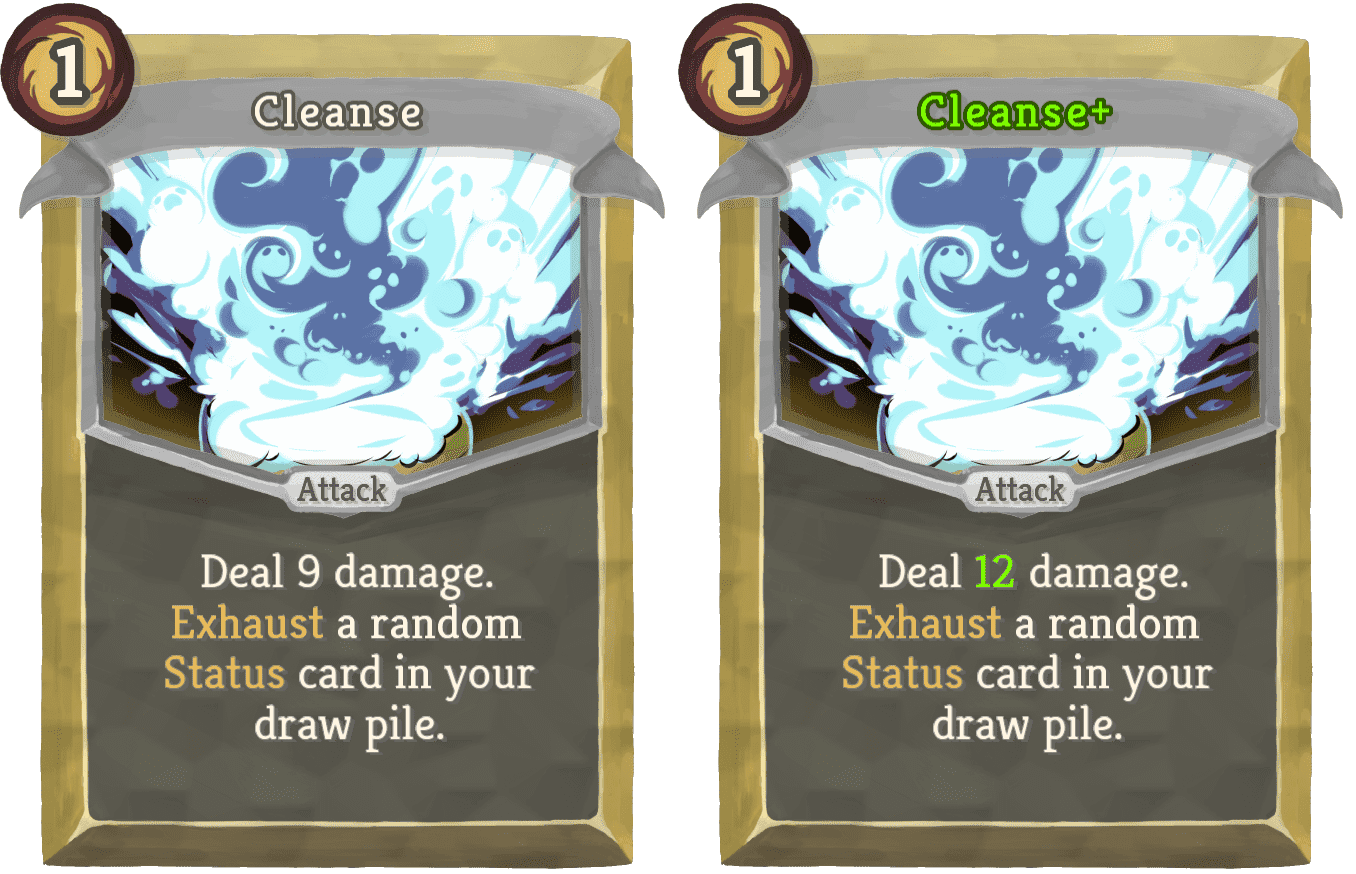 1
Cleanse
Attack
Deal 9 damage.
Exhaust a random
Status card in your
draw pile.
1
Cleanse+
Attack
Deal 12 damage.
Exhaust a random
Status card in your
draw pile.